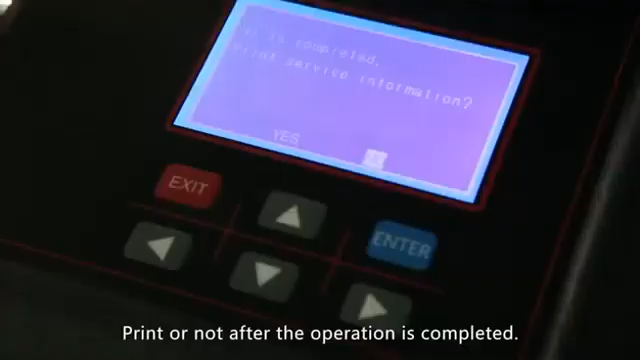 is completed.
Print service information?
YES
EXIT
ENTER
Print or not after the operation is completed.